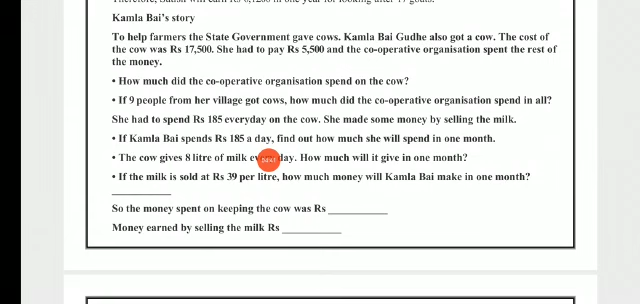 Kamla Bai's story
To help farmers the State Government gave cows. Kamla Bai Gudhe also got a cow. The cost of
the cow was Rs 17,500. She had to pay Rs 5,500 and the co-operative organisation spent the rest of
the money.
• How much did the co-operative organisation spend on the cow?
• If 9 people from her village got cows, how much did the co-operative organisation spend in all?
She had to spend Rs 185 everyday on the cow. She made some money by selling the milk.
• If Kamla Bai spends Rs 185 a day, find out how much she will spend in one month.
• The cow gives 8 litre of milk day. How much will it give in one month?
• If the milk is sold at Rs 39 per litre, how much money will Kamla Bai make in one month?
____________
So the money spent on keeping the cow was Rs ____________
Money earned by selling the milk Rs ____________